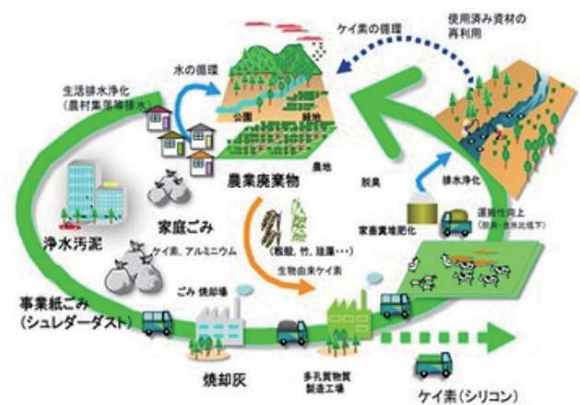 ケイ素の循環
使用済み資材の
再利用
水の循環
生活排水浄化
(農村集落等排水)
公園
緑地
農地
農業廃棄物
脱臭
排水浄化
家畜糞堆肥化
運搬性向上
(脱臭・含水比低下)
浄水汚泥
家庭ごみ
ケイ素、アルミニウム
(籾殻、竹、珪藻・・・)
生物由来ケイ素
事業紙ごみ
(シュレダーダスト)
ごみ 焼却場
焼却灰
多孔質物質
製造工場
ケイ素(シリコン)